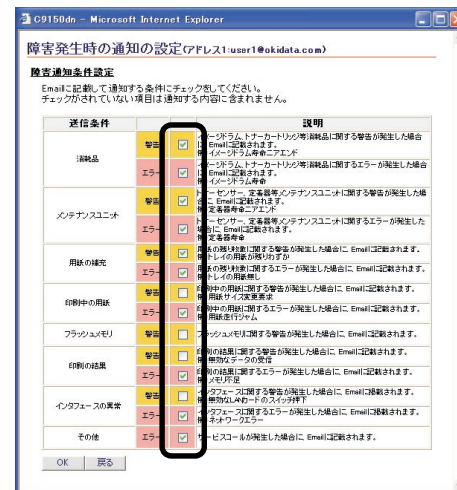 C9150dn - Microsoft Internet Explorer
障害発生時の通知の設定(アドレス1:user1@okidata.com)
障害通知条件設定
Emailに記載して通知する条件にチェックをしてください。
チェックがされていない項目は通知する内容に含まれません。
送信条件 説明
消耗品
警告 イメージドラム、トナーカートリッジ等消耗品に関する警告が発生した場合に、Emailに記載されます。
イメージドラム寿命ニアエンド
エラー イメージドラム、トナーカートリッジ等消耗品に関するエラーが発生した場合に、Emailに記載されます。
イメージドラム寿命
メンテナンスユニット
警告 トナーセンサー、定着器等メンテナンスユニットに関する警告が発生した場合に、Emailに記載されます。
定着器寿命ニアエンド
エラー トナーセンサー、定着器等メンテナンスユニットに関するエラーが発生した場合に、Emailに記載されます。
定着器寿命
用紙の補充
警告 用紙の残り枚数に関する警告が発生した場合に、Emailに記載されます。
トレイの用紙が残りわずか
エラー 用紙の残り枚数に関するエラーが発生した場合に、Emailに記載されます。
トレイの用紙無し
印刷中の用紙
警告 印刷中の用紙に関する警告が発生した場合に、Emailに記載されます。
用紙サイズ変更要求
エラー 印刷中の用紙に関するエラーが発生した場合に、Emailに記載されます。
用紙走行ジャム
フラッシュメモリ
警告 フラッシュメモリに関する警告が発生した場合に、Emailに記載されます。
印刷の結果
警告 印刷の結果に関する警告が発生した場合に、Emailに記載されます。
無効なデータの受信
エラー 印刷の結果に関するエラーが発生した場合に、Emailに記載されます。
メモリ不足
インタフェースの異常
警告 インタフェースに関する警告が発生した場合に、Emailに掲載されます。
無効なLANボードのスイッチ押下
エラー インタフェースに関するエラーが発生した場合に、Emailに掲載されます。
ネットワークエラー
その他
エラー サービスコールが発生した場合に、Emailに記載されます。
OK 戻る